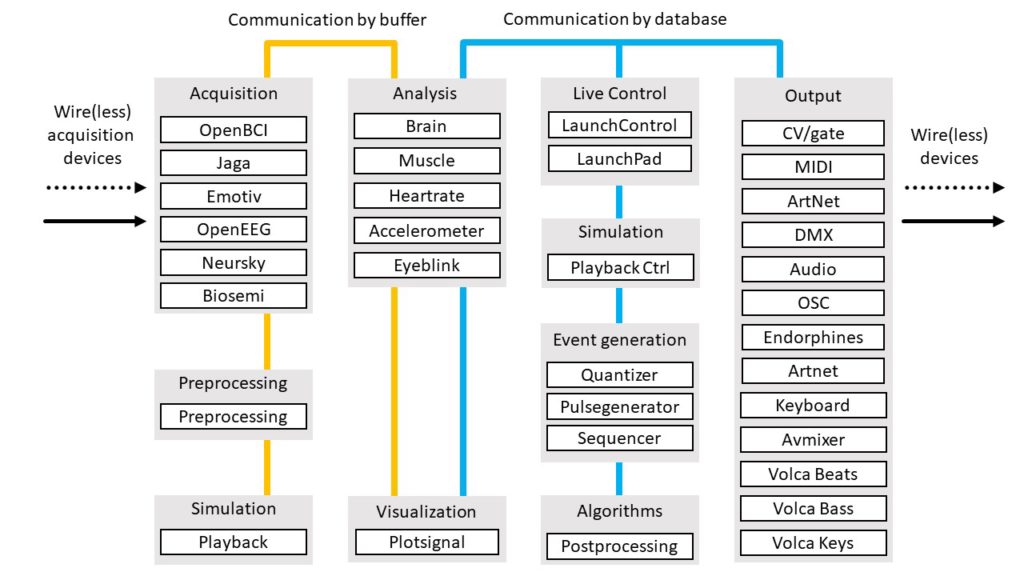 Communication by buffer
Communication by database
Wire(less)
acquisition
devices
Acquisition
OpenBCI
Jaga
Emotiv
OpenEEG
Neursky
Biosemi
Preprocessing
Preprocessing
Simulation
Playback
Analysis
Brain
Muscle
Heartrate
Accelerometer
Eyeblink
Visualization
Plotsignal
Live Control
LaunchControl
LaunchPad
Simulation
Playback Ctrl
Event generation
Quantizer
Pulsegenerator
Sequencer
Algorithms
Postprocessing
Output
CV/gate
MIDI
ArtNet
DMX
Audio
OSC
Endorphines
Artnet
Keyboard
Avmixer
Volca Beats
Volca Bass
Volca Keys
Wire(less)
devices